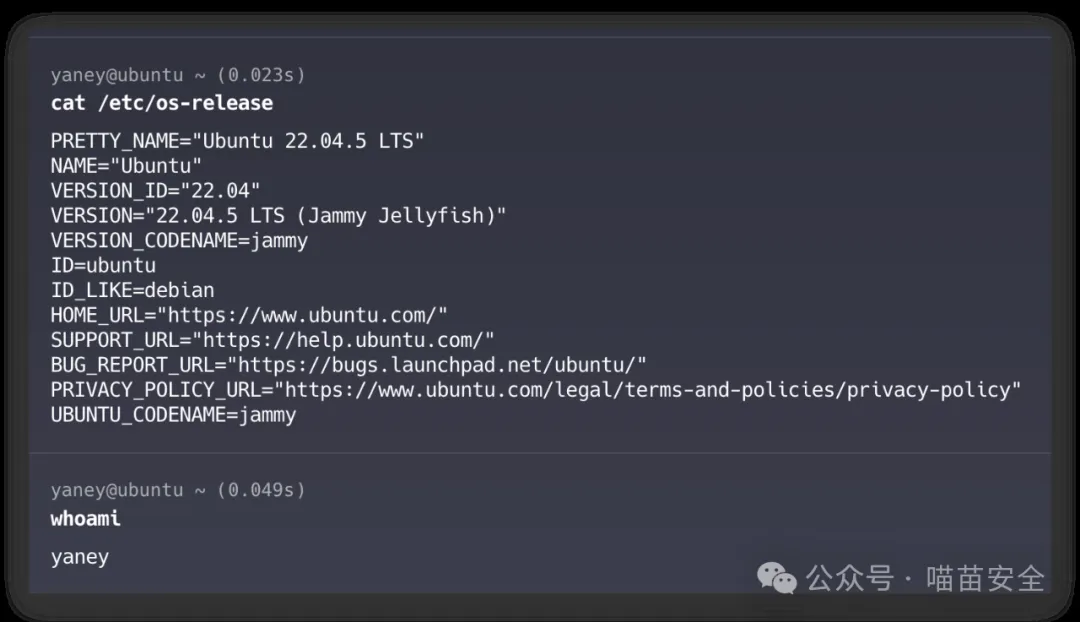 yaney@ubuntu ~ (0.023s)
cat /etc/os-release
PRETTY_NAME="Ubuntu 22.04.5 LTS"
NAME="Ubuntu"
VERSION_ID="22.04"
VERSION="22.04.5 LTS (Jammy Jellyfish)"
VERSION_CODENAME=jammy
ID=ubuntu
ID_LIKE=debian
HOME_URL="https://www.ubuntu.com/"
SUPPORT_URL="https://help.ubuntu.com/"
BUG_REPORT_URL="https://bugs.launchpad.net/ubuntu/"
PRIVACY_POLICY_URL="https://www.ubuntu.com/legal/terms-and-policies/privacy-policy"
UBUNTU_CODENAME=jammy
yaney@ubuntu ~ (0.049s)
whoami
yaney
公众号 · 喵苗安全